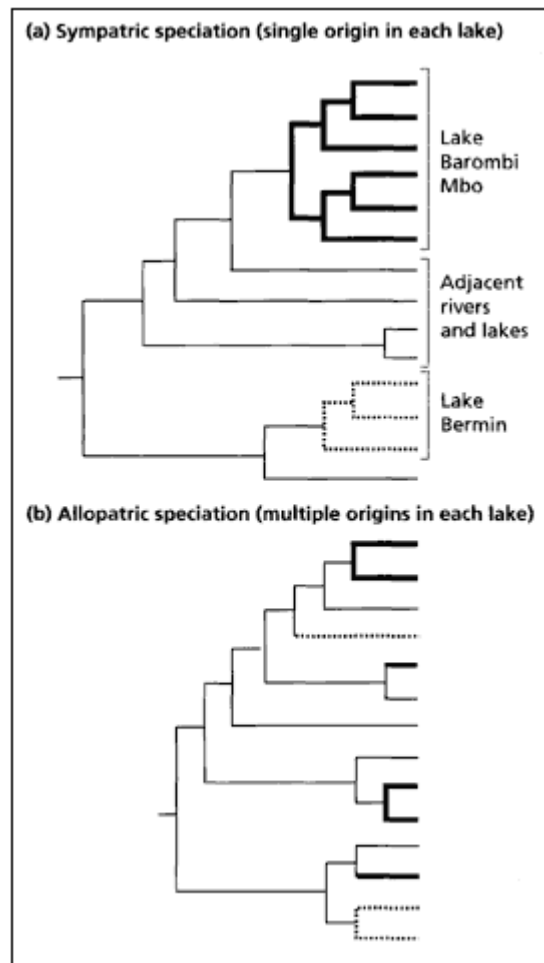 (a) Sympatric speciation (single origin in each lake)
Lake
Barombi
Mbo
Adjacent
rivers
and lakes
Lake
Bermin
(b) Allopatric speciation (multiple origins in each lake)